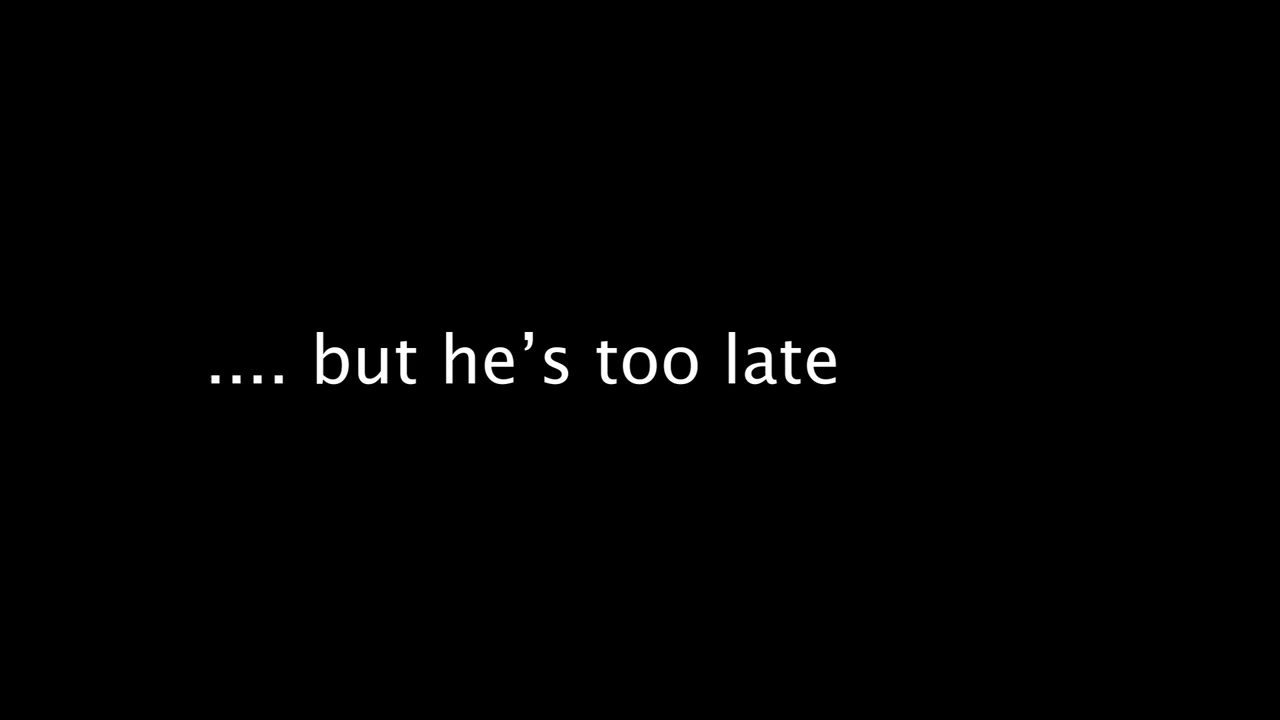 .... but he’s too late